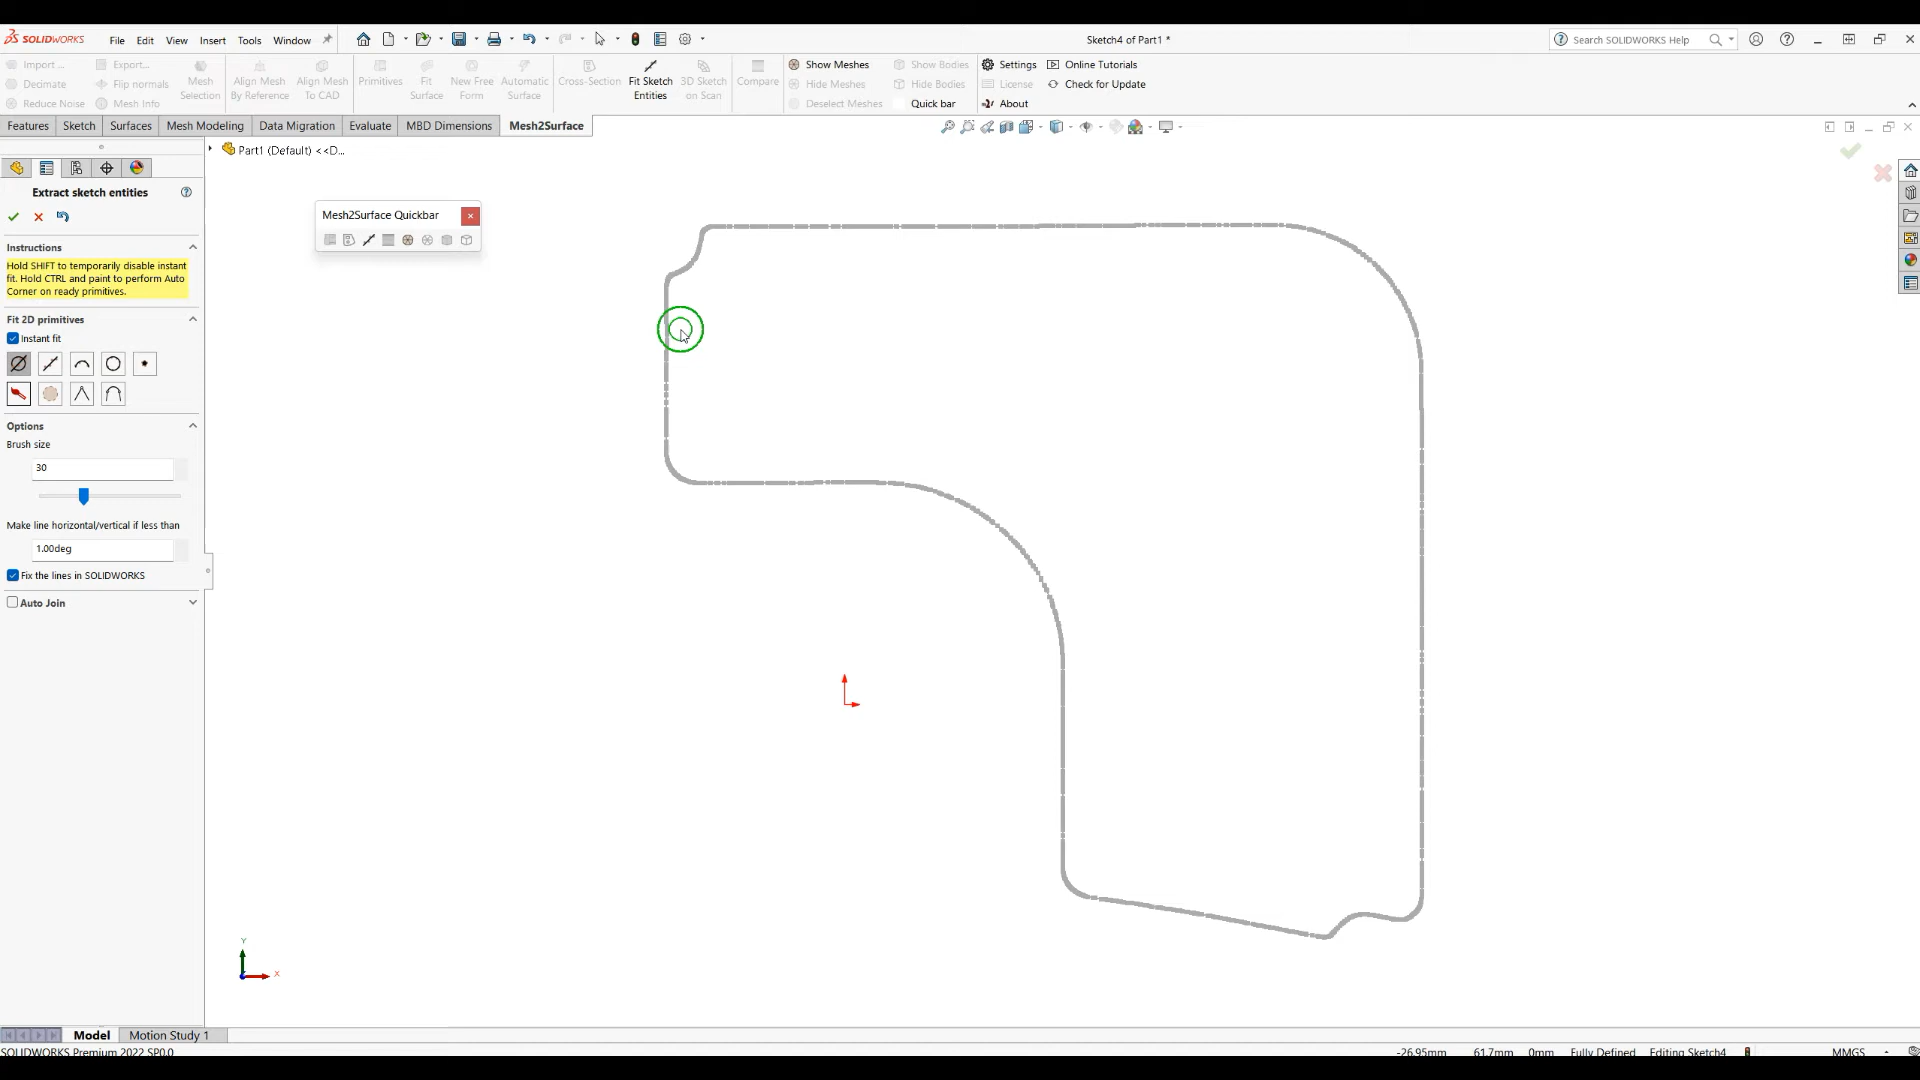 SOLIDWORKS
File Edit View Insert Tools Window
Sketch4 of Part1 *
Search SOLIDWORKS Help
Import ...
Export...
Decimate
Flip normals
Reduce Noise
Mesh Info
Mesh Selection
Align Mesh By Reference
Align Mesh To CAD
Primitives
Fit Surface
New Free Form
Automatic Surface
Cross-Section
Fit Sketch Entities
3D Sketch on Scan
Compare
Show Meshes
Hide Meshes
Deselect Meshes
Show Bodies
Hide Bodies
Quick bar
Settings
License
About
Online Tutorials
Check for Update
Features Sketch Surfaces Mesh Modeling Data Migration Evaluate MBD Dimensions Mesh2Surface
Part1 (Default) <<D...
Extract sketch entities
Instructions
Hold SHIFT to temporarily disable instant
fit. Hold CTRL and paint to perform Auto
Corner on ready primitives.
Fit 2D primitives
Instant fit
Options
Brush size
30
Make line horizontal/vertical if less than
1.00deg
Fix the lines in SOLIDWORKS
Auto Join
Mesh2Surface Quickbar
Y
X
Model Motion Study 1
SOLIDWORKS Premium 2022 SP0.0
-26.95mm 61.7mm 0mm Fully Defined Editing Sketch4 MMGS